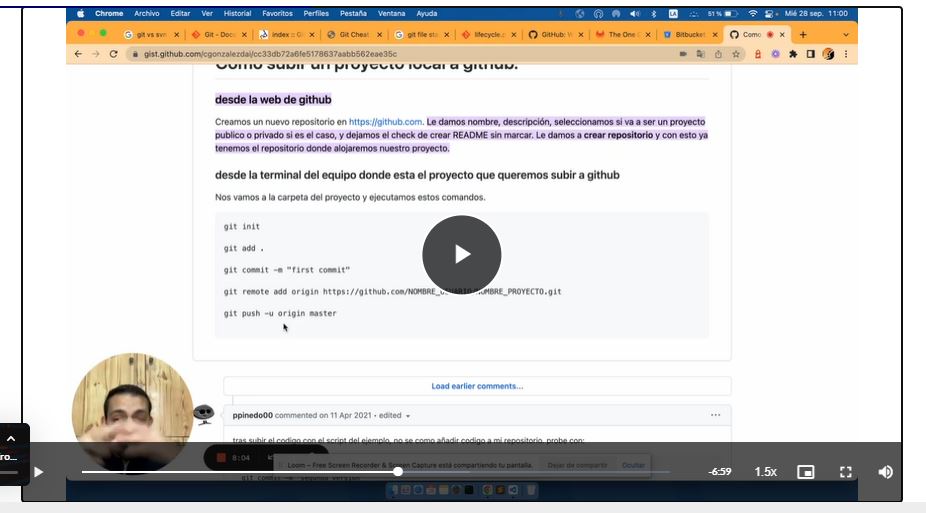 Chrome Archivo Editar Ver Historial Favoritos Perfiles Pestaña Ventana Ayuda
LA 51 % Mié 28 sep. 11:00
git vs svn
Git - Docu
index :: Gi
Git Cheat
git file sta
lifecycle.p
GitHub: W
The One D
Bitbucket
Como
gist.github.com/cgonzalezdai/cc33db72a6fe5178637aabb562eae35c
Como subir un proyecto local a github.
desde la web de github
Creamos un nuevo repositorio en https://github.com. Le damos nombre, descripción, seleccionamos si va a ser un proyecto
publico o privado si es el caso, y dejamos el check de crear README sin marcar. Le damos a crear repositorio y con esto ya
tenemos el repositorio donde alojaremos nuestro proyecto.
desde la terminal del equipo donde esta el proyecto que queremos subir a github
Nos vamos a la carpeta del proyecto y ejecutamos estos comandos.
git init
git add .
git commit -m "first commit"
git remote add origin https://github.com/NOMBRE_USUARIO/NOMBRE_PROYECTO.git
git push -u origin master
Load earlier comments...
ppinedo00 commented on 11 Apr 2021 • edited
tras subir el codigo con el script del ejemplo, no se como añadir codigo a mi repositorio, probe con:
8:04
Loom – Free Screen Recorder & Screen Capture está compartiendo tu pantalla.
Dejar de compartir
Ocultar
ro...
-6:59
1.5x
git commit -m "segunda version"